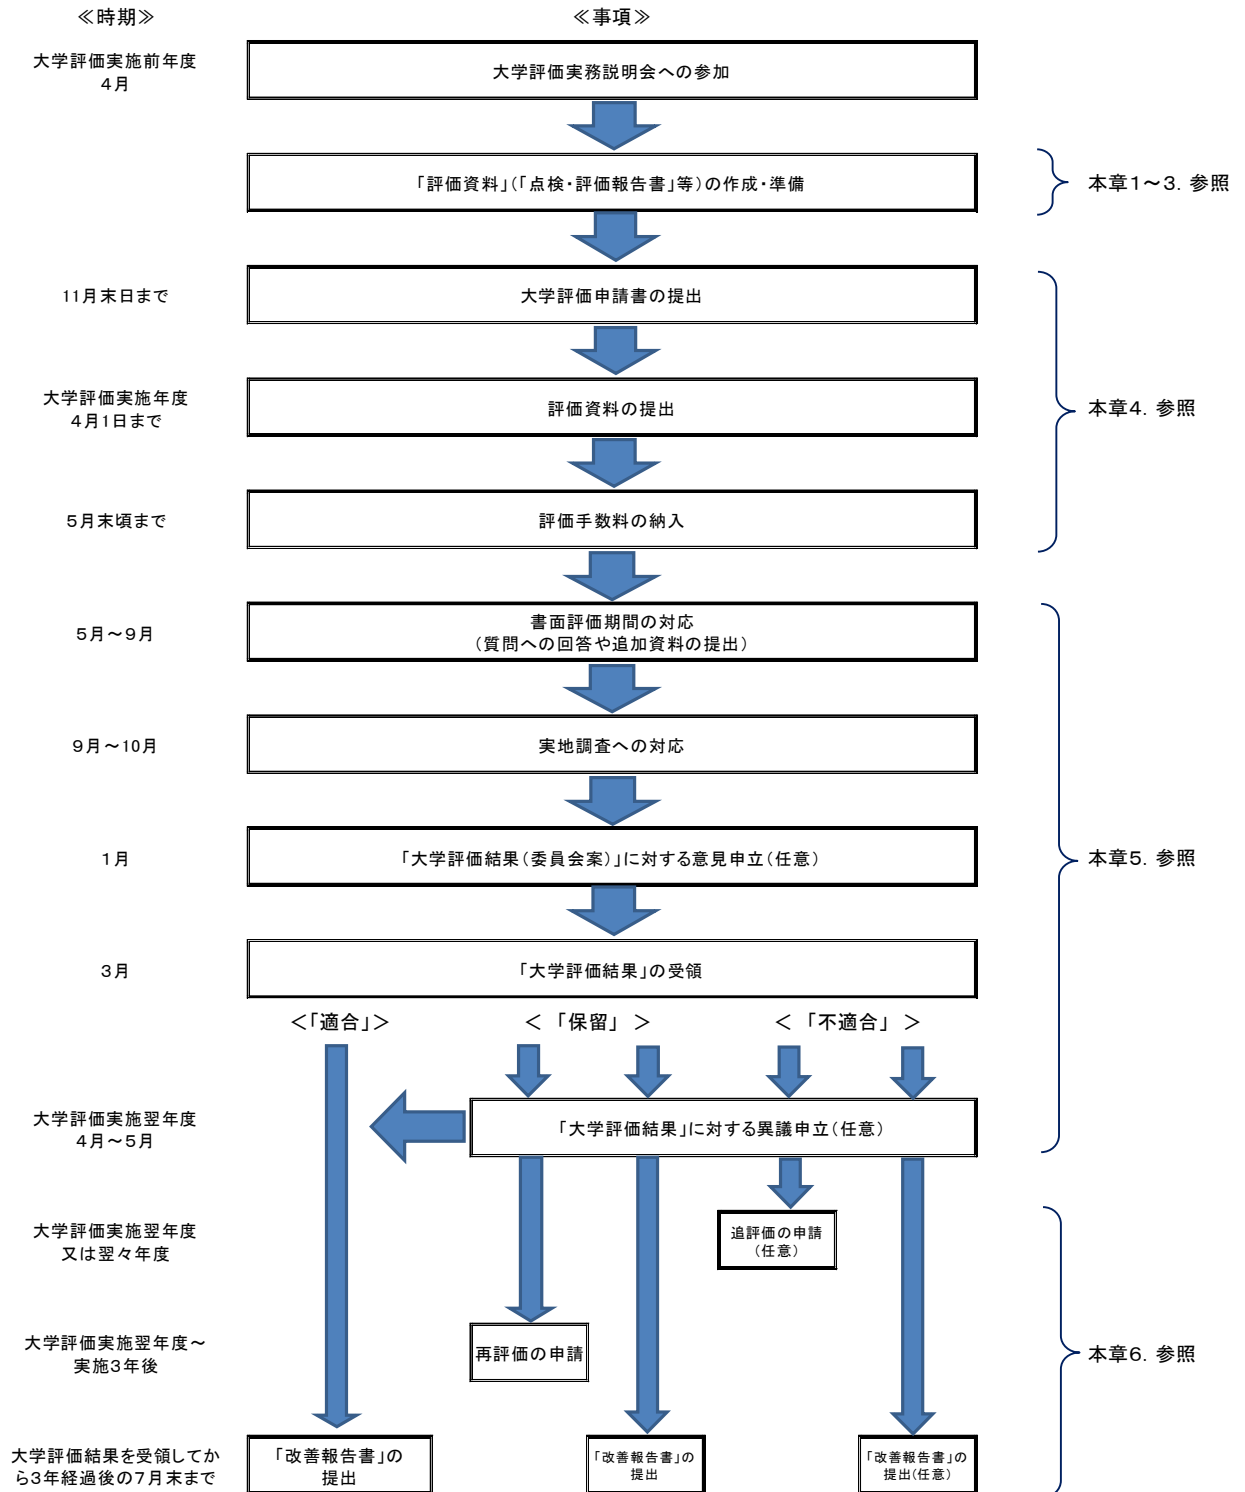 ≪時期≫
≪事項≫
大学評価実施前年度
4月
大学評価実務説明会への参加
「評価資料」(「点検・評価報告書」等)の作成・準備
本章1～3．参照
11月末日まで
大学評価申請書の提出
大学評価実施年度
4月1日まで
評価資料の提出
本章4．参照
5月末頃まで
評価手数料の納入
5月～9月
書面評価期間の対応
(質問への回答や追加資料の提出)
9月～10月
実地調査への対応
1月
「大学評価結果(委員会案)」に対する意見申立(任意)
本章5．参照
3月
「大学評価結果」の受領
＜「適合」＞
＜「保留」＞
＜「不適合」＞
大学評価実施翌年度
4月～5月
「大学評価結果」に対する異議申立(任意)
大学評価実施翌年度
又は翌々年度
追評価の申請
(任意)
大学評価実施翌年度～
実施3年後
再評価の申請
本章6．参照
大学評価結果を受領してか
ら3年経過後の7月末まで
「改善報告書」の
提出
「改善報告書」の
提出
「改善報告書」の
提出(任意)